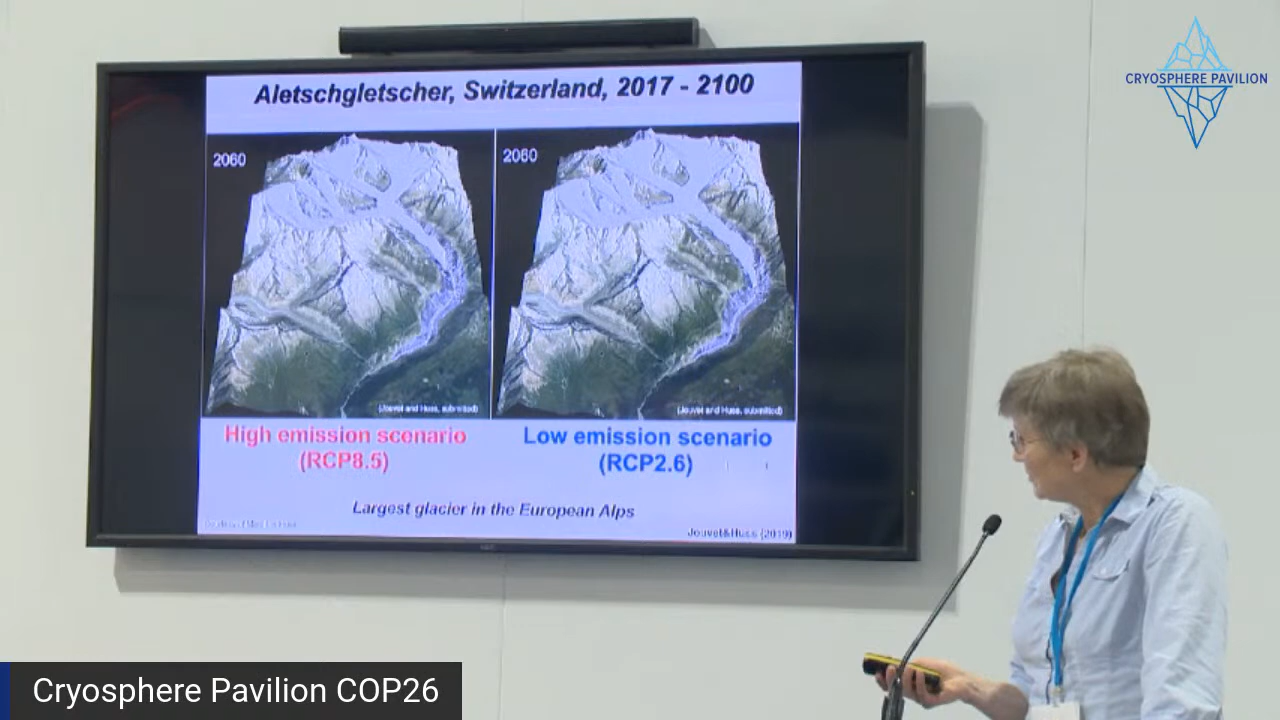 CRYOSPHERE PAVILION
Aletschgletscher, Switzerland, 2017 - 2100
2060
2060
(Jouvet and Huss, submitted)
(Jouvet and Huss, submitted)
High emission scenario
(RCP8.5)
Low emission scenario
(RCP2.6)
Largest glacier in the European Alps
Jouvet&Huss (2019)
Cryosphere Pavilion COP26